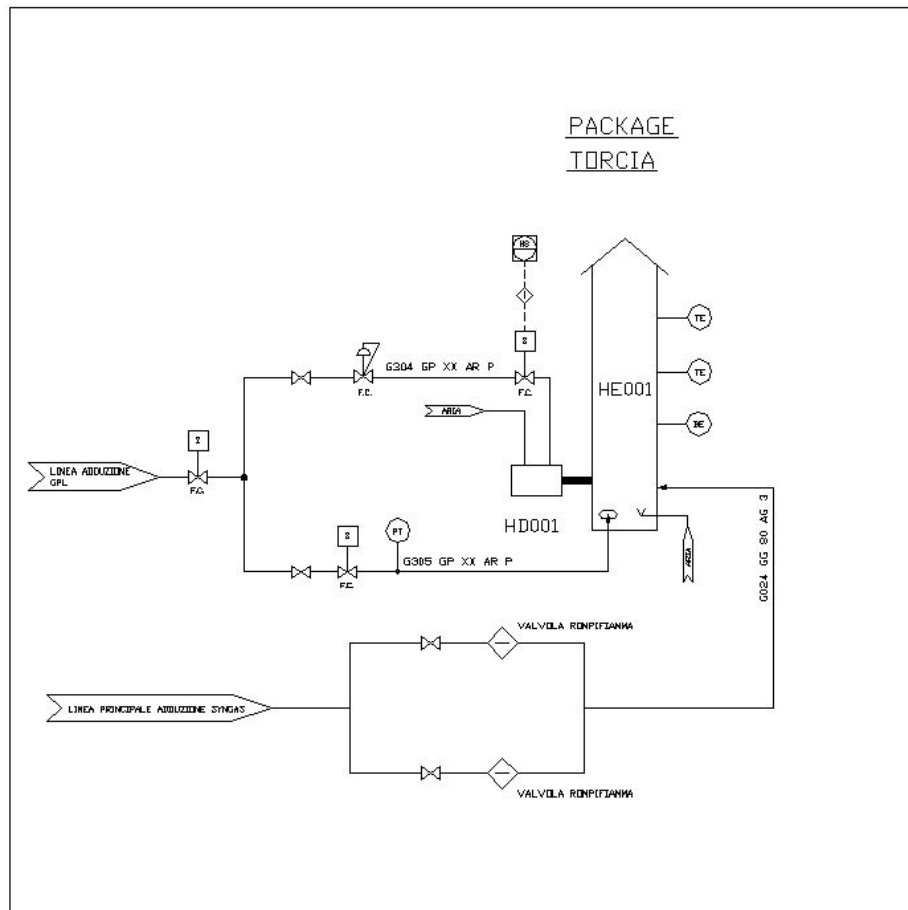 PACKAGE
TORCIA
HS
I
S
TE
G304 GP XX AR P
F.C.
F.C.
TE
HE001
ARIA
BE
LINEA ADDUZIONE
GPL
F.C.
HD001
PT
G305 GP XX AR P
F.C.
ARIA
G024 GG 80 AG 3
VALVOLA ROMPIFIAMMA
LINEA PRINCIPALE ADDUZIONE SYNGAS
VALVOLA ROMPIFIAMMA